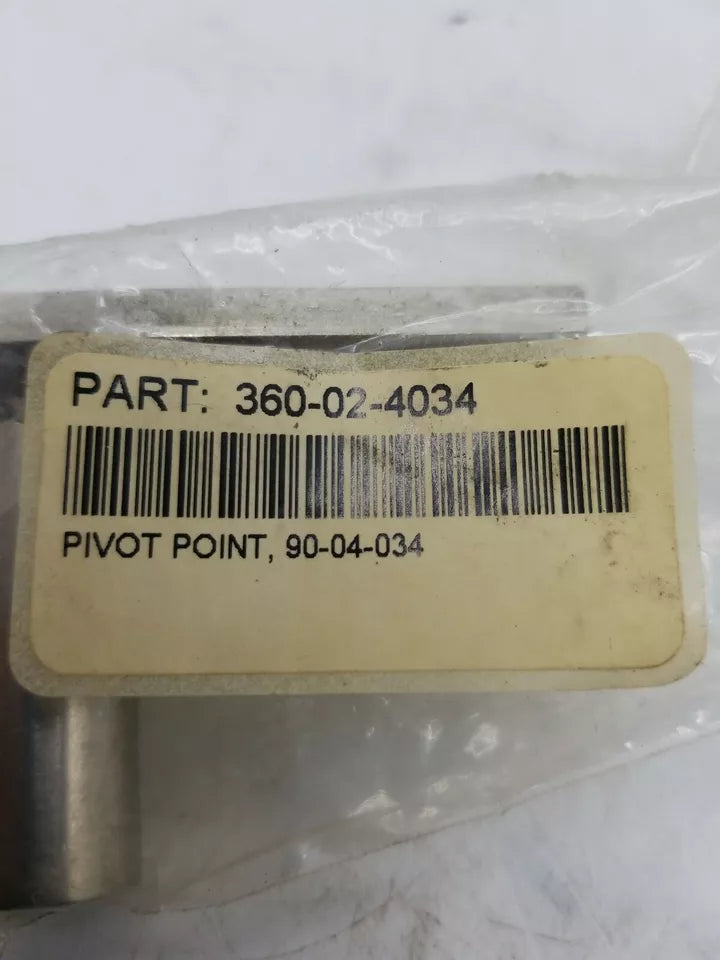 PART: 360-02-4034
PIVOT POINT, 90-04-034